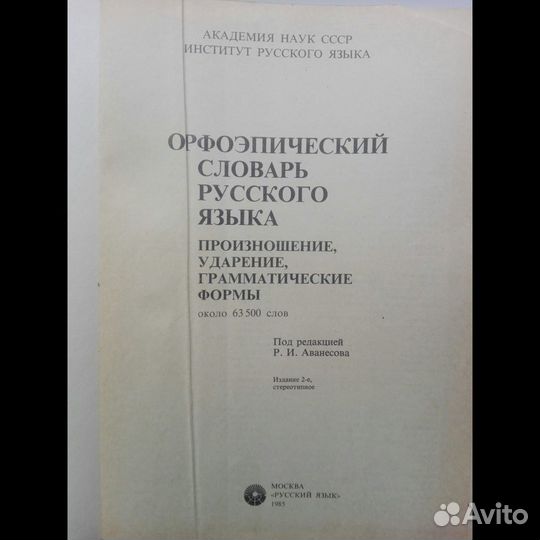 АКАДЕМИЯ НАУК СССР
ИНСТИТУТ РУССКОГО ЯЗЫКА
ОРФОЭПИЧЕСКИЙ
СЛОВАРЬ
РУССКОГО
ЯЗЫКА
ПРОИЗНОШЕНИЕ,
УДАРЕНИЕ,
ГРАММАТИЧЕСКИЕ
ФОРМЫ
около 63 500 слов
Под редакцией
Р. И. Аванесова
Издание 2-е,
стереотипное
МОСКВА
«РУССКИЙ ЯЗЫК»
1985
Avito